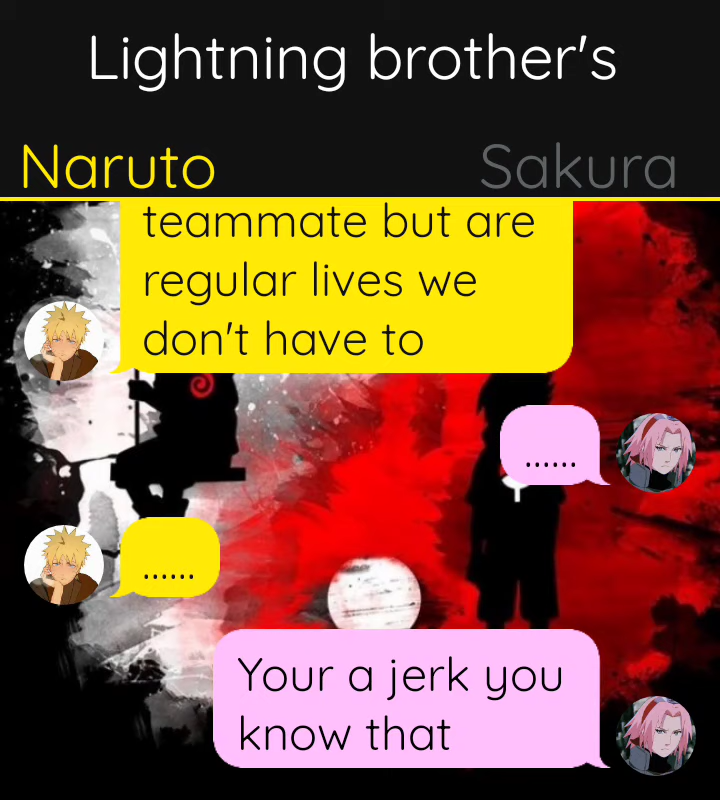 Lightning brother's
Naruto Sakura
teammate but are
regular lives we
don't have to
......
......
Your a jerk you
know that